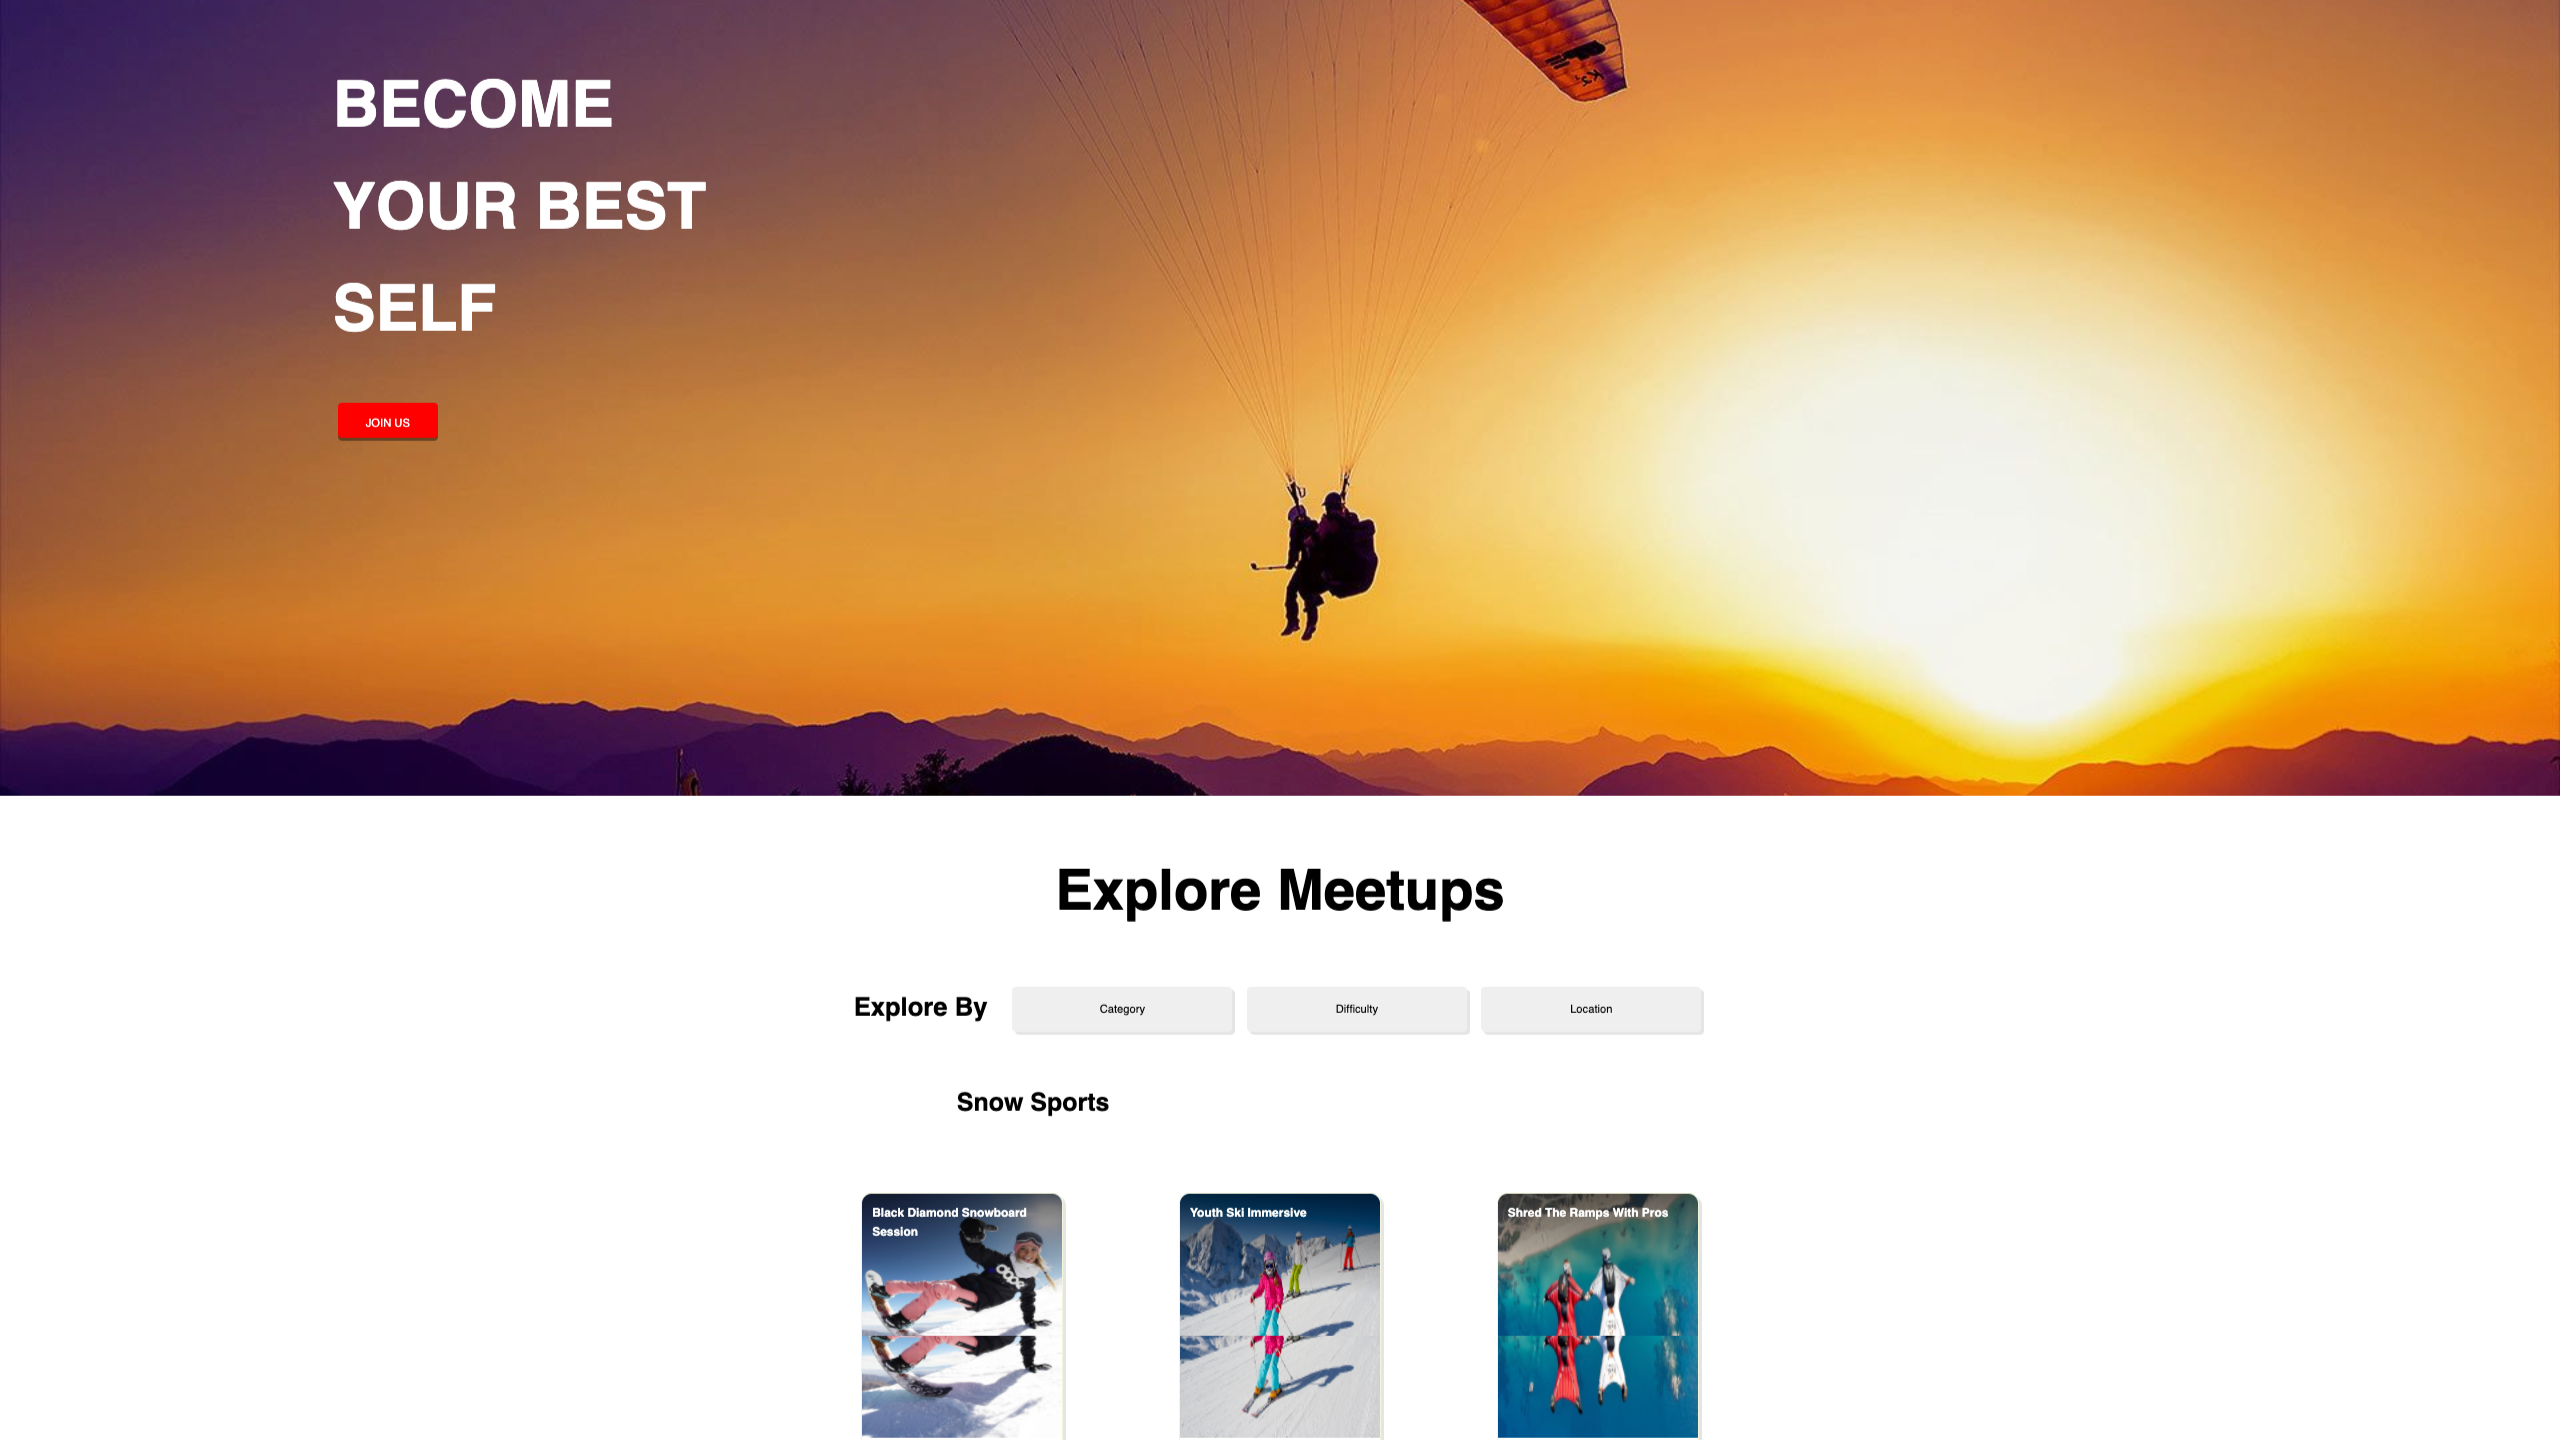 BECOME
YOUR BEST
SELF
JOIN US
Explore Meetups
Explore By
Category
Difficulty
Location
Snow Sports
Black Diamond Snowboard
Session
Youth Ski Immersive
Shred The Ramps With Pros